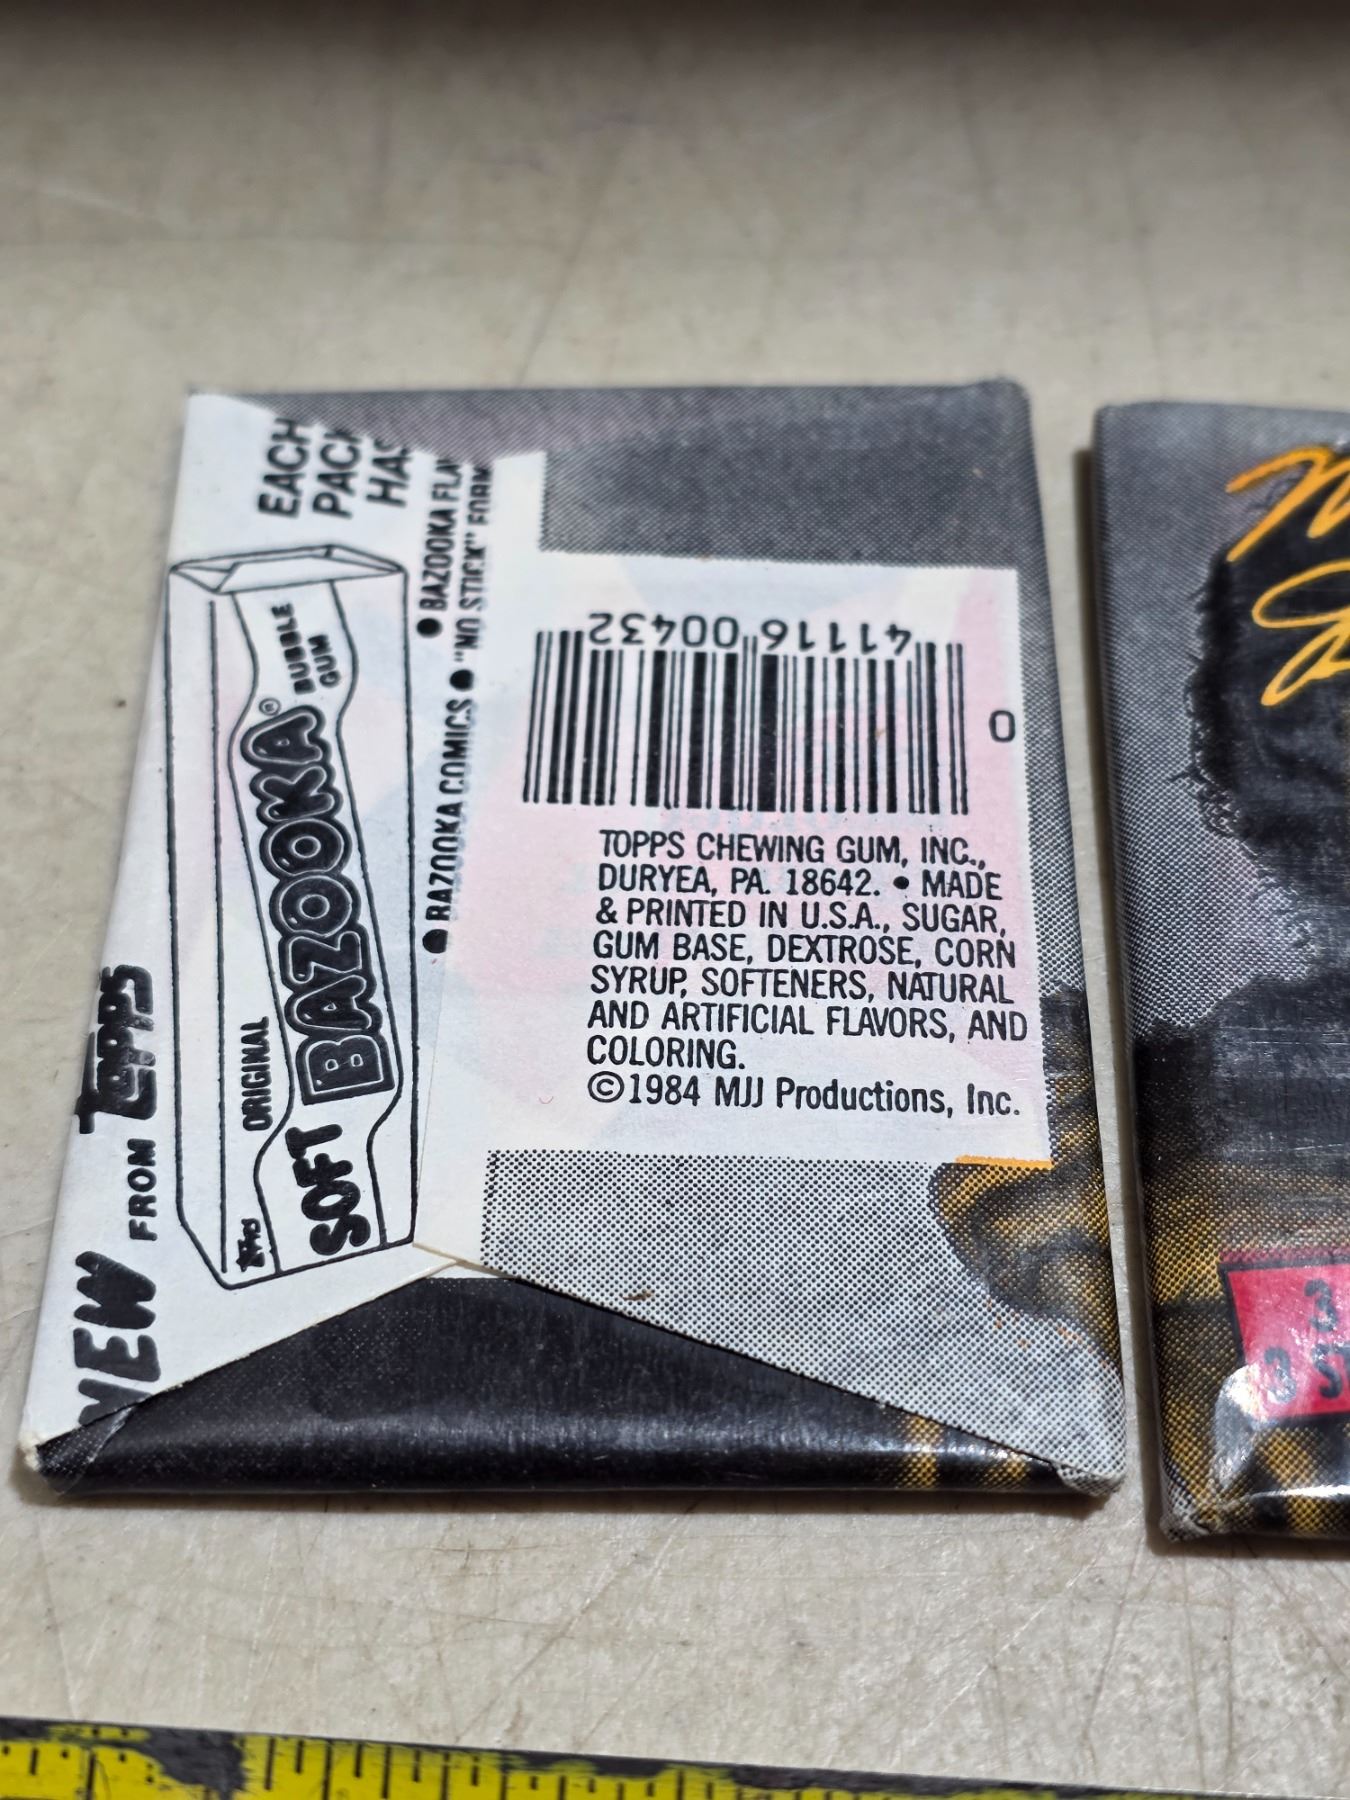 EACH
PACK
HAS
BAZOOKA
"NO STICK"
BAZOOKA COMICS
ORIGINAL
BUBBLE
GUM
SOFT BAZOOKA®
Topps
NEW FROM Topps
41116 00432
0
TOPPS CHEWING GUM, INC.,
DURYEA, PA. 18642. • MADE
& PRINTED IN U.S.A., SUGAR,
GUM BASE, DEXTROSE, CORN
SYRUP, SOFTENERS, NATURAL
AND ARTIFICIAL FLAVORS, AND
COLORING.
©1984 MJJ Productions, Inc.
3
3